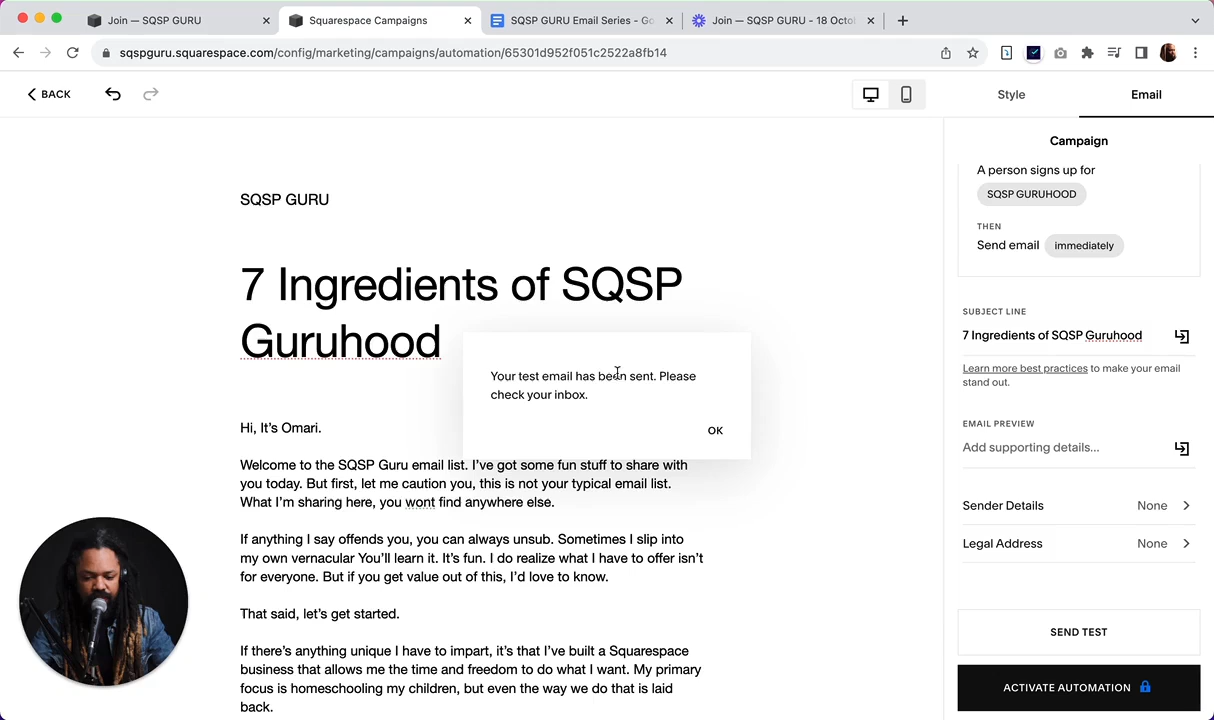 Join — SQSP GURU
Squarespace Campaigns
SQSP GURU Email Series - Go
Join — SQSP GURU - 18 Octo
sqspguru.squarespace.com/config/marketing/campaigns/automation/65301d952f051c2522a8fb14
BACK
Style
Email
Campaign
A person signs up for
SQSP GURUHOOD
THEN
Send email immediately
SUBJECT LINE
7 Ingredients of SQSP Guruhood
Learn more best practices to make your email
stand out.
EMAIL PREVIEW
Add supporting details...
Sender Details None
Legal Address None
SEND TEST
ACTIVATE AUTOMATION
SQSP GURU
7 Ingredients of SQSP
Guruhood
Your test email has been sent. Please
check your inbox.
OK
Hi, It's Omari.
Welcome to the SQSP Guru email list. I've got some fun stuff to share with
you today. But first, let me caution you, this is not your typical email list.
What I'm sharing here, you wont find anywhere else.
If anything I say offends you, you can always unsub. Sometimes I slip into
my own vernacular You'll learn it. It's fun. I do realize what I have to offer isn't
for everyone. But if you get value out of this, I'd love to know.
That said, let's get started.
If there's anything unique I have to impart, it's that I've built a Squarespace
business that allows me the time and freedom to do what I want. My primary
focus is homeschooling my children, but even the way we do that is laid
back.